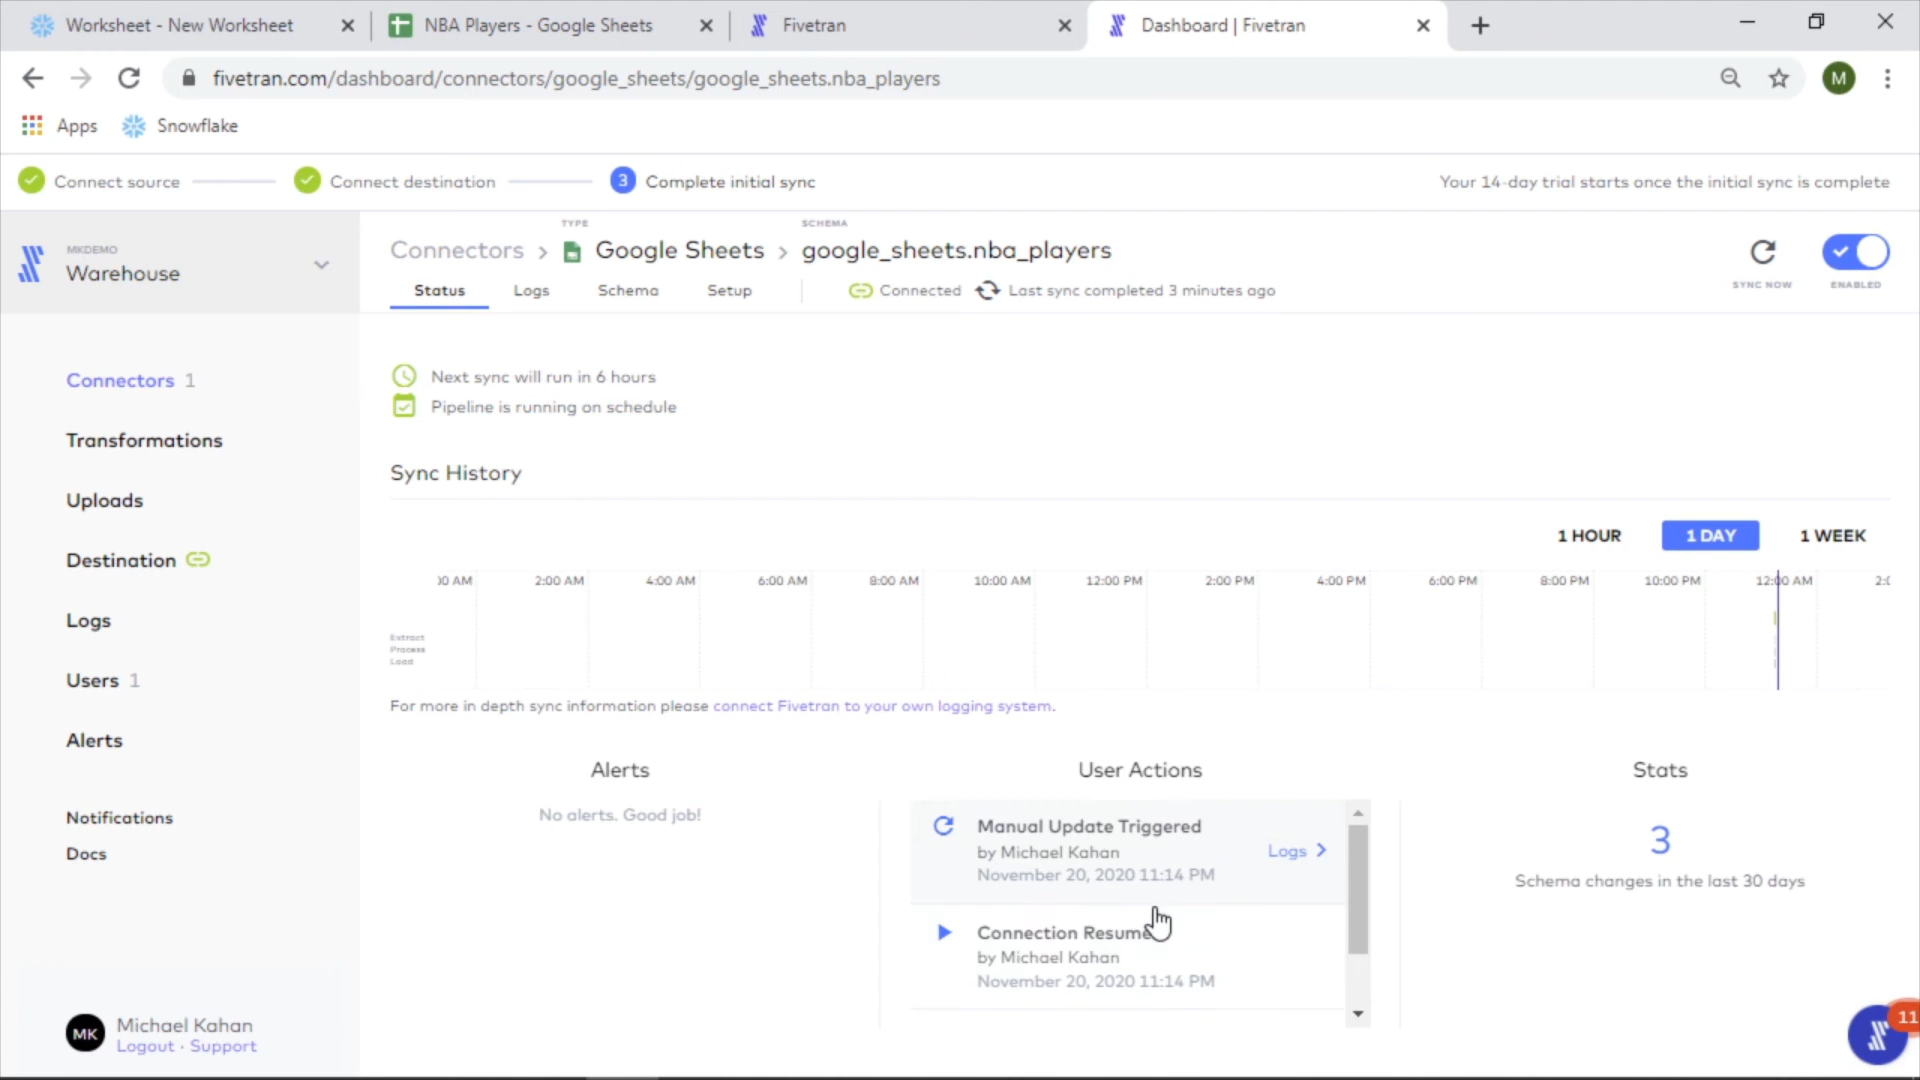 Worksheet - New Worksheet
NBA Players - Google Sheets
Fivetran
Dashboard | Fivetran
fivetran.com/dashboard/connectors/google_sheets/google_sheets.nba_players
M
Apps
Snowflake
Connect source
Connect destination
3 Complete initial sync
Your 14-day trial starts once the initial sync is complete
MKDEMO
Warehouse
TYPE
SCHEMA
Connectors > Google Sheets > google_sheets.nba_players
SYNC NOW
ENABLED
Status
Logs
Schema
Setup
Connected
Last sync completed 3 minutes ago
Connectors 1
Transformations
Uploads
Destination
Logs
Users 1
Alerts
Notifications
Docs
MK
Michael Kahan
Logout · Support
Next sync will run in 6 hours
Pipeline is running on schedule
Sync History
1 HOUR
1 DAY
1 WEEK
2:00 AM 4:00 AM 6:00 AM 8:00 AM 10:00 AM 12:00 PM 2:00 PM 4:00 PM 6:00 PM 8:00 PM 10:00 PM 12:00 AM
Extract
Process
Load
For more in depth sync information please connect Fivetran to your own logging system.
Alerts
No alerts. Good job!
User Actions
Manual Update Triggered
by Michael Kahan
November 20, 2020 11:14 PM
Logs >
Connection Resume
by Michael Kahan
November 20, 2020 11:14 PM
Stats
3
Schema changes in the last 30 days
11